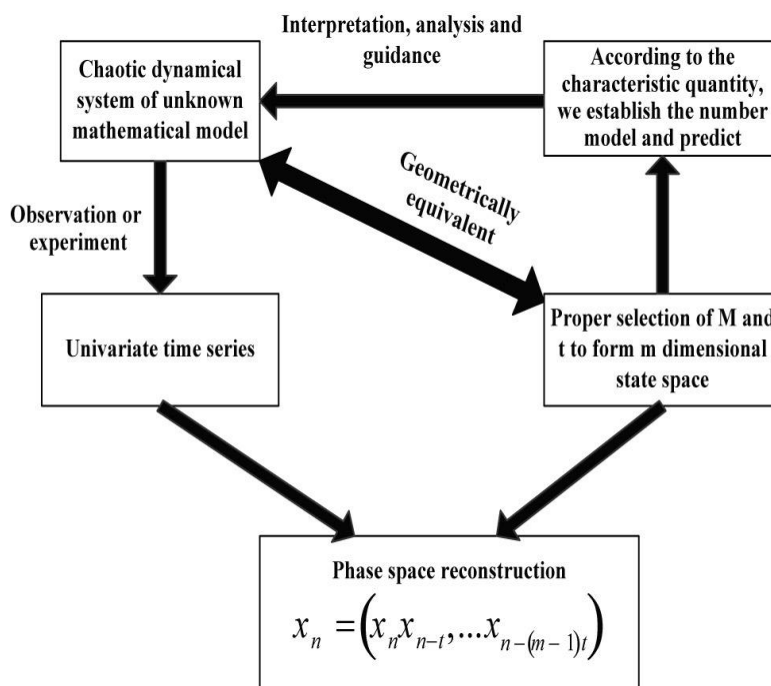 Interpretation, analysis and
guidance
Chaotic dynamical
system of unknown
mathematical model
According to the
characteristic quantity,
we establish the number
model and predict
Geometrically
equivalent
Observation or
experiment
Univariate time series
Proper selection of M and
t to form m dimensional
state space
Phase space reconstruction
x_n = (x_n x_{n-t}, ... x_{n-(m-1)t})